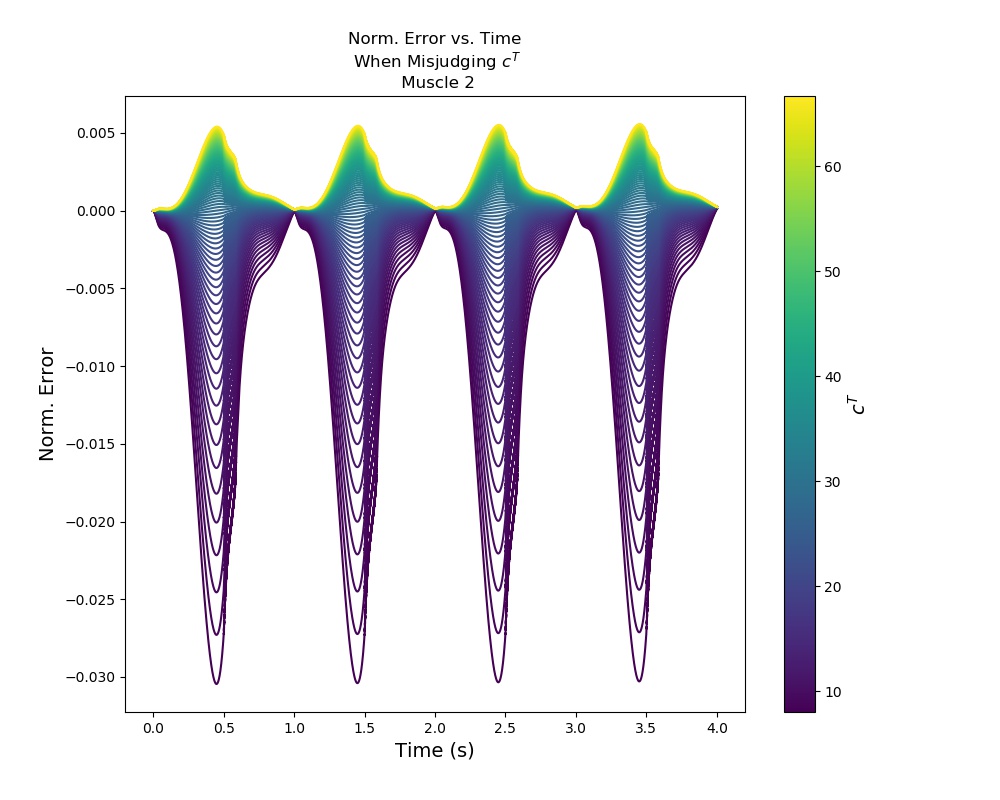 Norm. Error vs. Time
When Misjudging $c^T$
Muscle 2
0.005
0.000
−0.005
−0.010
−0.015
−0.020
−0.025
−0.030
Norm. Error
0.0 0.5 1.0 1.5 2.0 2.5 3.0 3.5 4.0
Time (s)
60
50
40
30
20
10
$c^T$